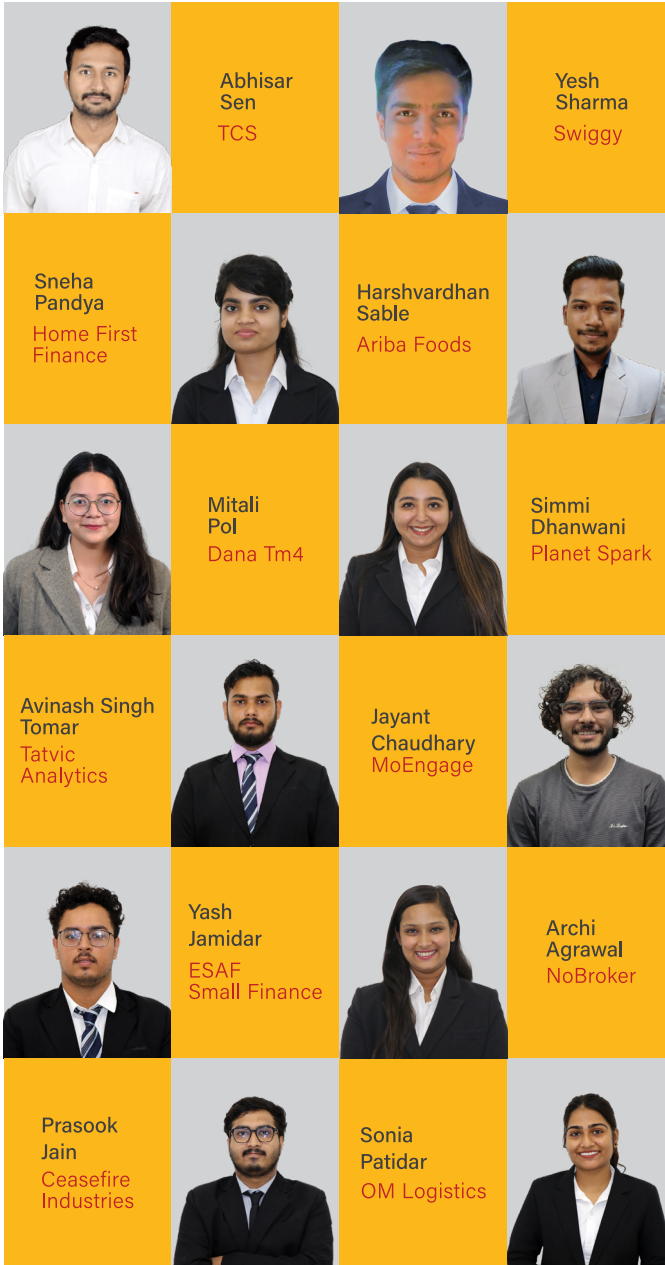 Abhisar
Sen
TCS
Yesh
Sharma
Swiggy
Sneha
Pandya
Home First
Finance
Harshvardhan
Sable
Ariba Foods
Mitali
Pol
Dana Tm4
Simmi
Dhanwani
Planet Spark
Avinash Singh
Tomar
Tatvic
Analytics
Jayant
Chaudhary
MoEngage
Yash
Jamidar
ESAF
Small Finance
Archi
Agrawal
NoBroker
Prasook
Jain
Ceasefire
Industries
Sonia
Patidar
OM Logistics